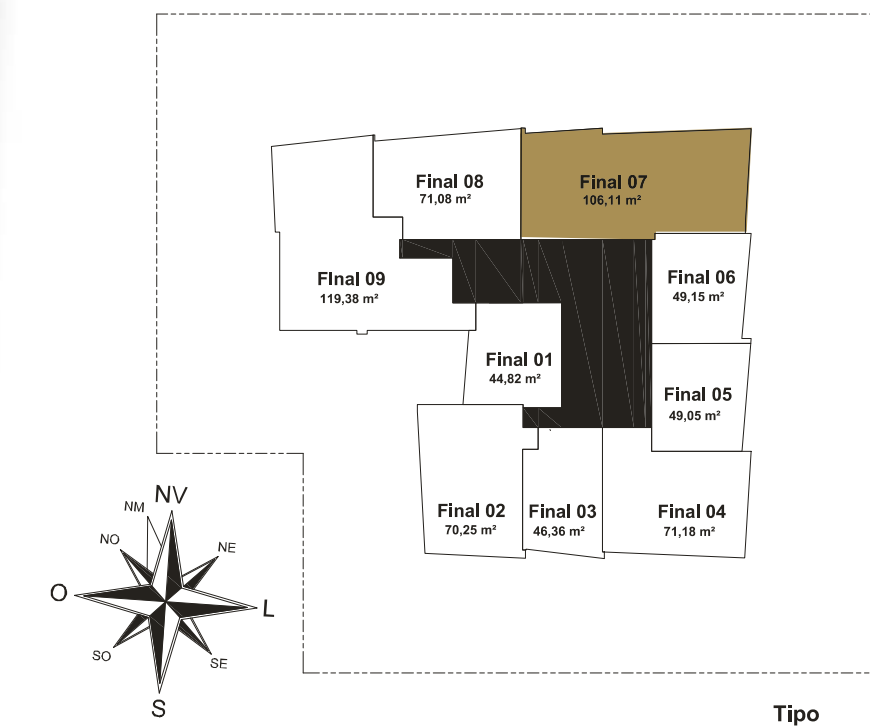 Final 08
71,08 m²
Final 07
106,11 m²
FInal 09
119,38 m²
Final 06
49,15 m²
Final 01
44,82 m²
Final 05
49,05 m²
Final 02
70,25 m²
Final 03
46,36 m²
Final 04
71,18 m²
NV
NM
NO
NE
O
L
SO
SE
S
Tipo